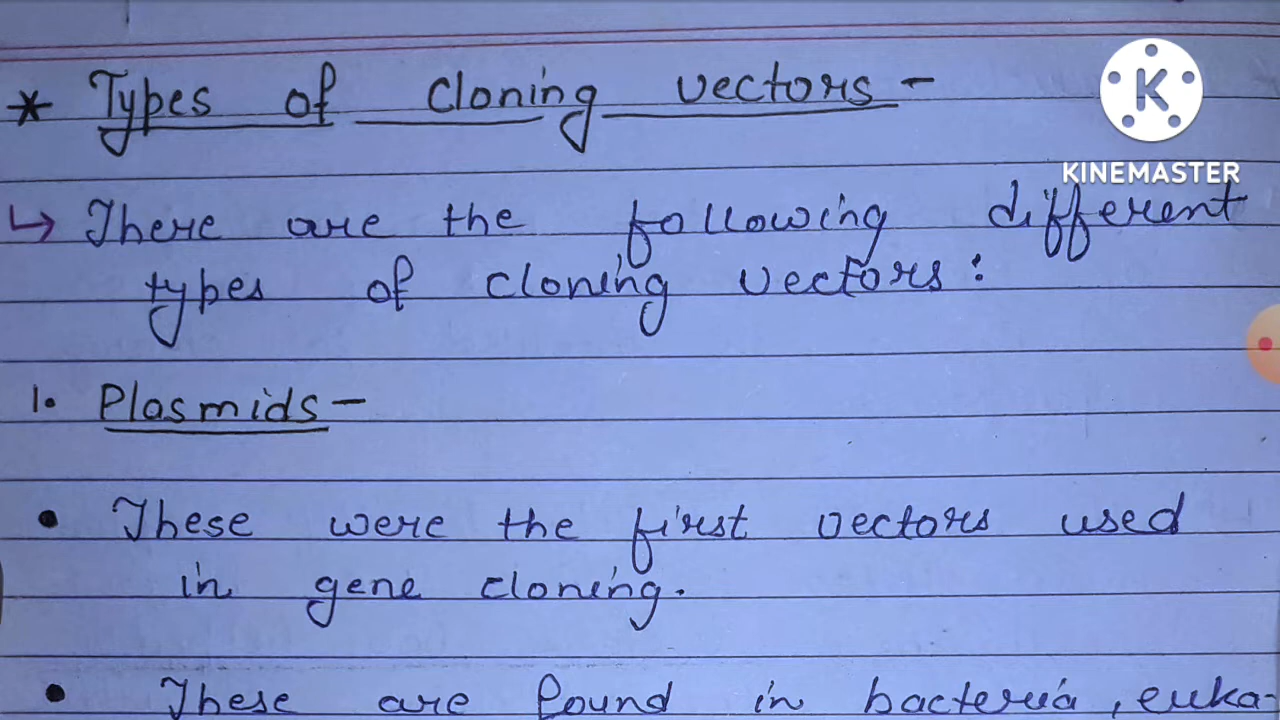 * Types of cloning vectors -
K
KINEMASTER
↳ There are the following different
types of cloning vectors:
1. Plasmids -
• These were the first vectors used
in gene cloning.
• These are found in bacteria, euka-